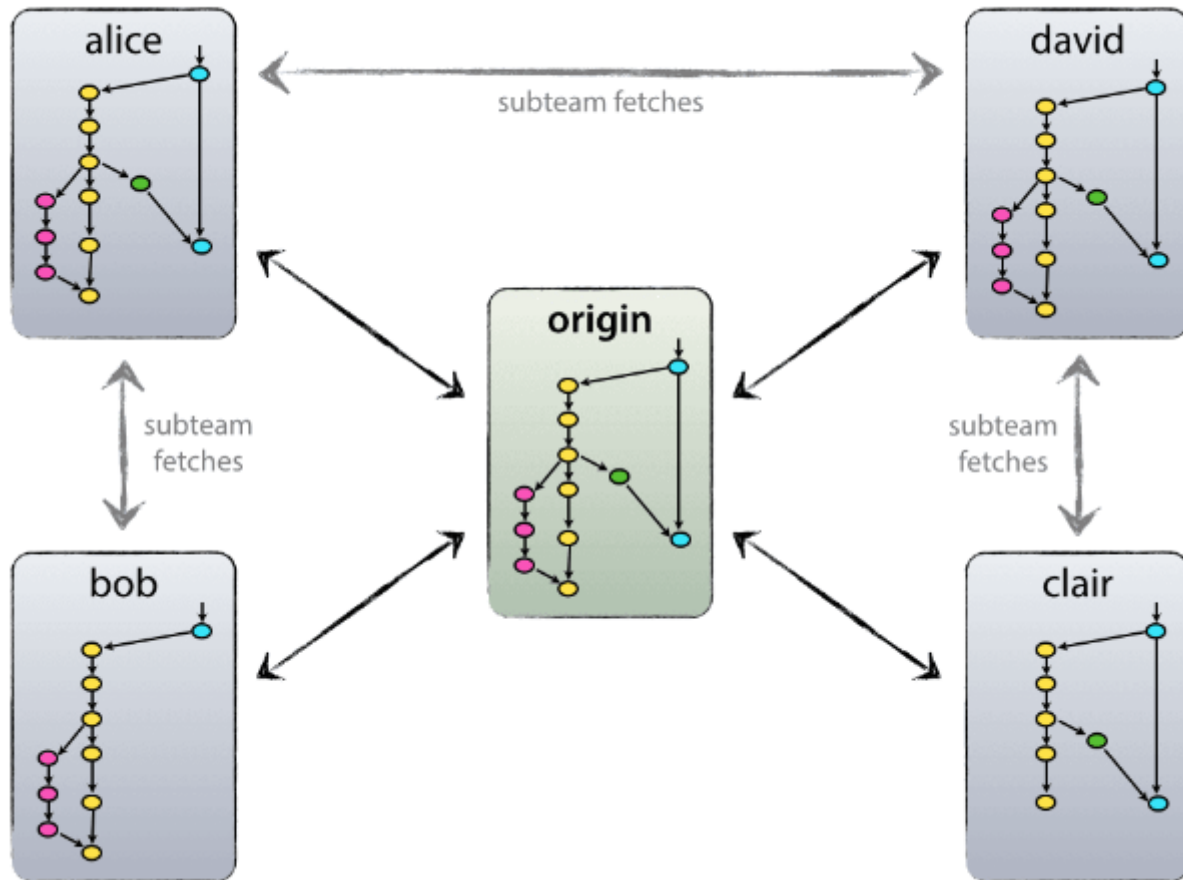 alice
david
subteam fetches
origin
subteam
fetches
subteam
fetches
bob
clair